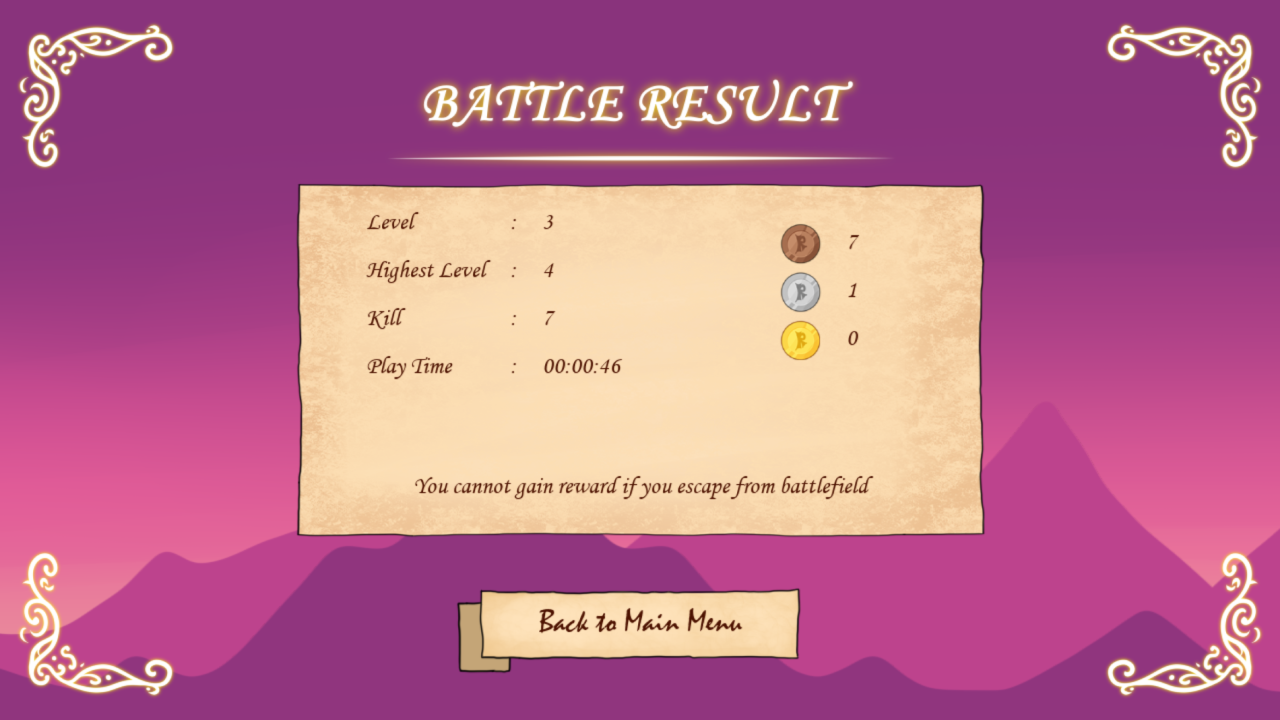 BATTLE RESULT
Level : 3
Highest Level : 4
Kill : 7
Play Time : 00:00:46
R 7
R 1
R 0
You cannot gain reward if you escape from battlefield
Back to Main Menu